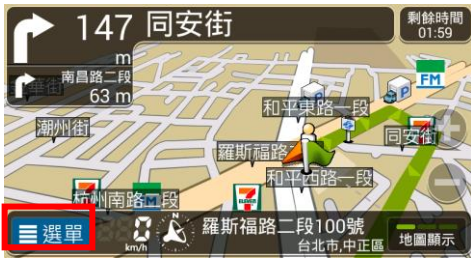 147 同安街
m
剩餘時間
01:59
南昌路二段
63 m
FM
P
P
和平東路一段
潮州街
同安街
羅斯福路
和平西路一段
杭州南路 段
7
ELEVEN
選單
0
km/h
N
羅斯福路二段100號
台北市,中正區
地圖顯示